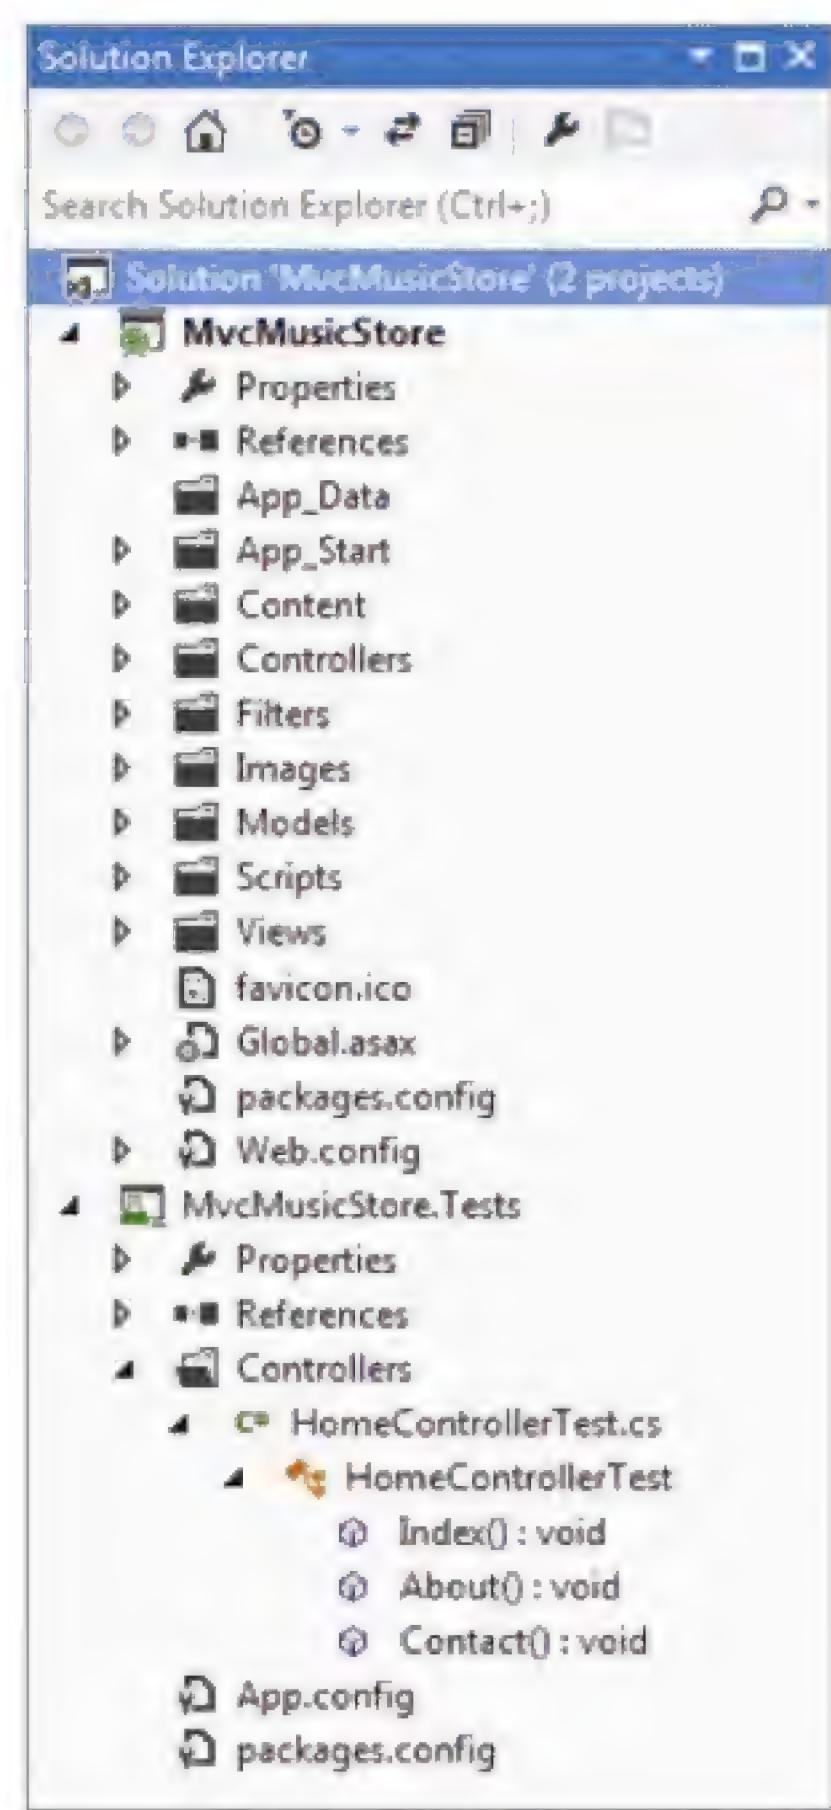 Solution Explorer
Search Solution Explorer (Ctrl+;)
Solution 'MvcMusicStore' (2 projects)
MvcMusicStore
Properties
References
App_Data
App_Start
Content
Controllers
Filters
Images
Models
Scripts
Views
favicon.ico
Global.asax
packages.config
Web.config
MvcMusicStore.Tests
Properties
References
Controllers
C# HomeControllerTest.cs
HomeControllerTest
Index() : void
About() : void
Contact() : void
App.config
packages.config